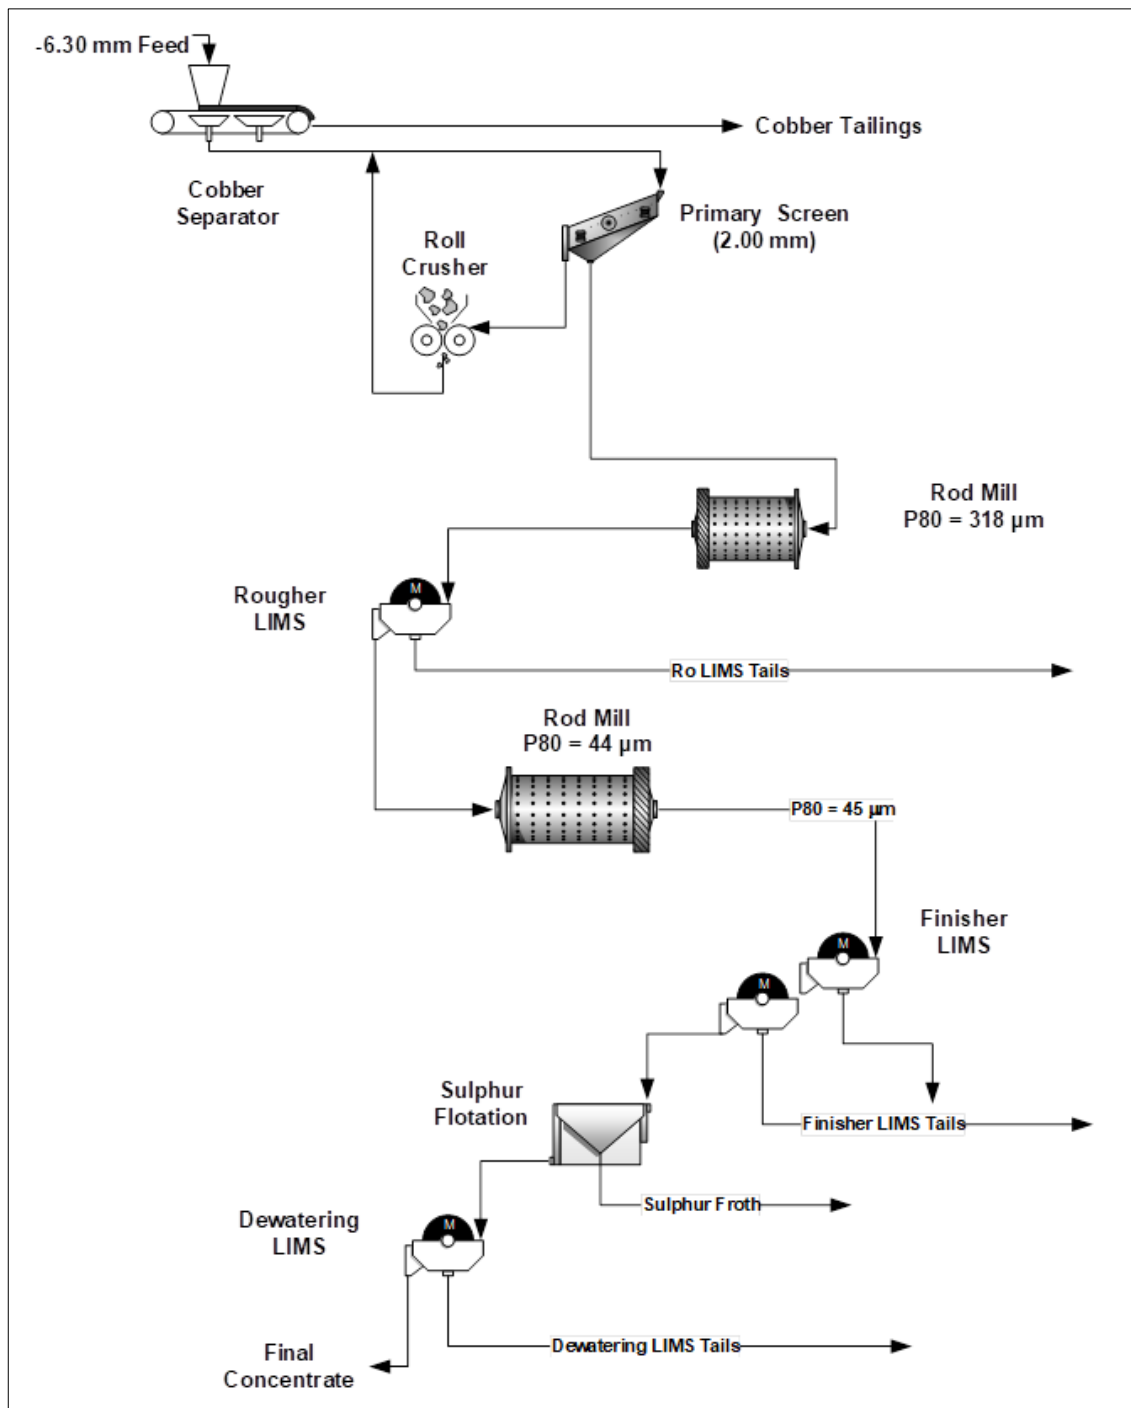 -6.30 mm Feed
Cobber Tailings
Cobber
Separator
Primary Screen
(2.00 mm)
Roll
Crusher
Rod Mill
P80 = 318 µm
M
Rougher
LIMS
Ro LIMS Tails
Rod Mill
P80 = 44 µm
P80 = 45 µm
Finisher
LIMS
M
M
Sulphur
Flotation
Finisher LIMS Tails
Sulphur Froth
Dewatering
LIMS
M
Dewatering LIMS Tails
Final
Concentrate